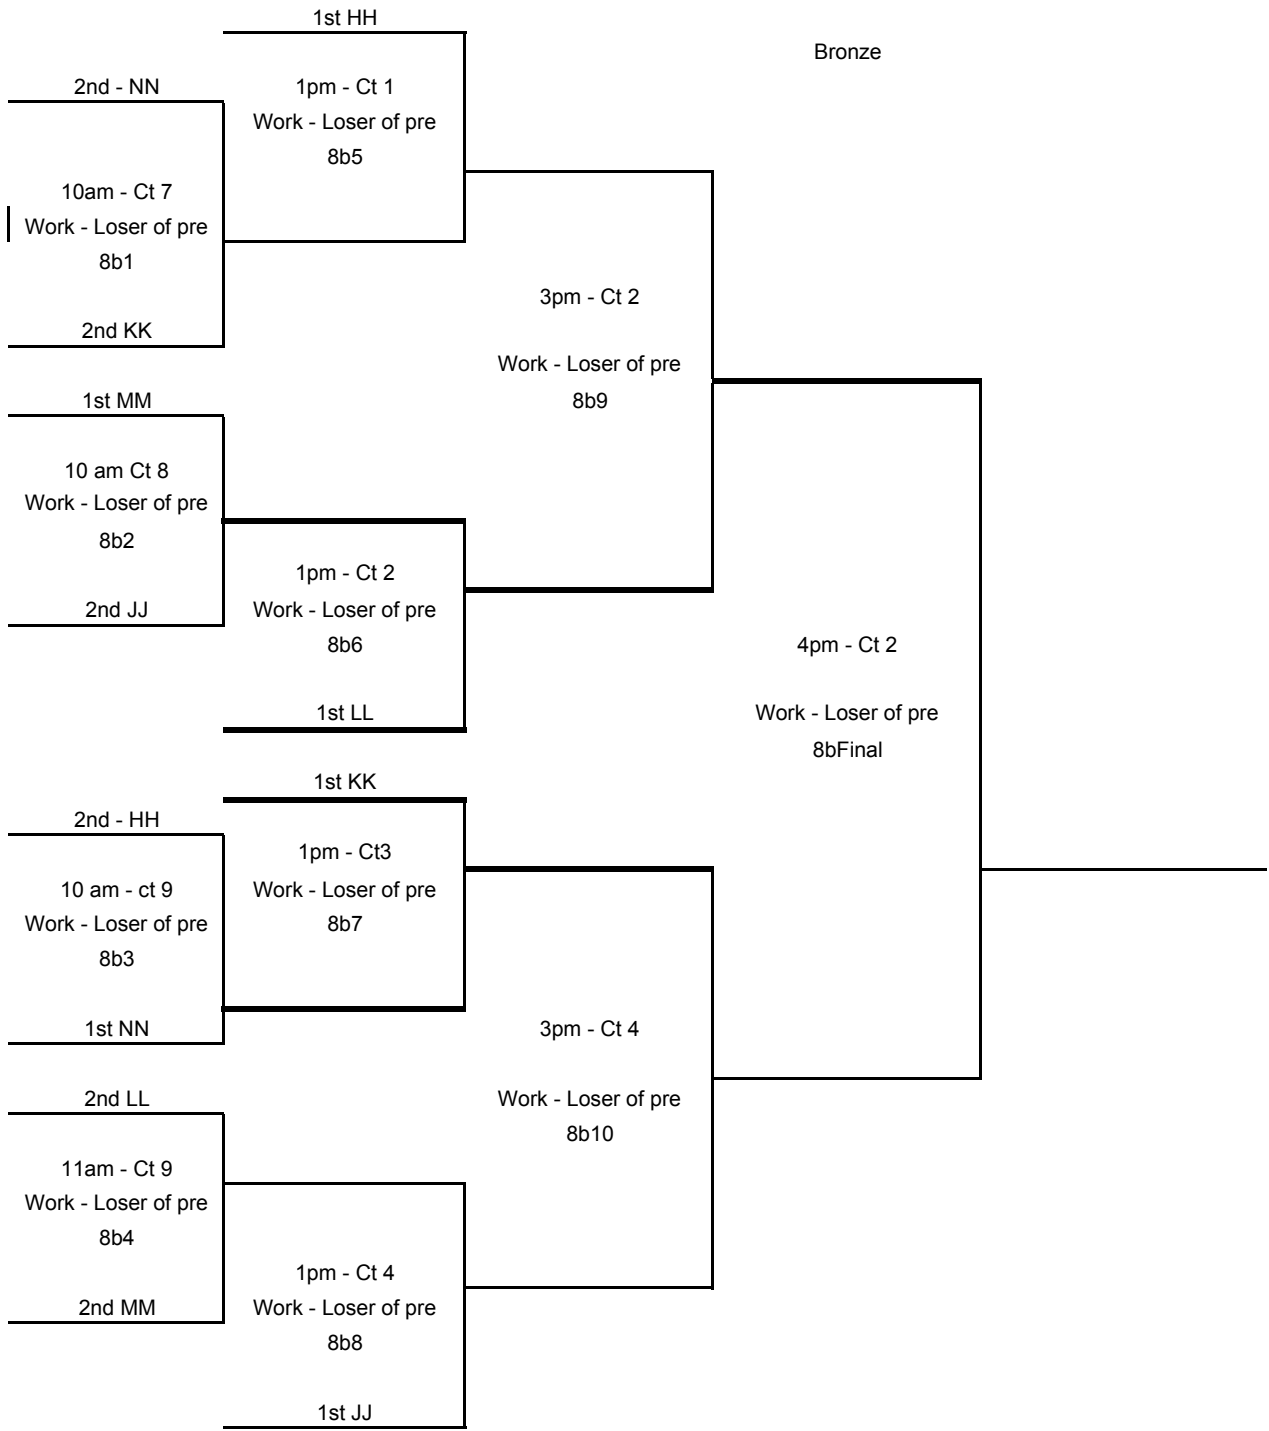 1st HH
Bronze
2nd - NN
1pm - Ct 1
Work - Loser of pre
8b5
10am - Ct 7
Work - Loser of pre
8b1
3pm - Ct 2
2nd KK
Work - Loser of pre
8b9
1st MM
10 am Ct 8
Work - Loser of pre
8b2
1pm - Ct 2
2nd JJ
Work - Loser of pre
8b6
4pm - Ct 2
1st LL
Work - Loser of pre
8bFinal
1st KK
2nd - HH
1pm - Ct3
10 am - ct 9
Work - Loser of pre
Work - Loser of pre
8b7
8b3
1st NN
3pm - Ct 4
2nd LL
Work - Loser of pre
8b10
11am - Ct 9
Work - Loser of pre
8b4
1pm - Ct 4
2nd MM
Work - Loser of pre
8b8
1st JJ